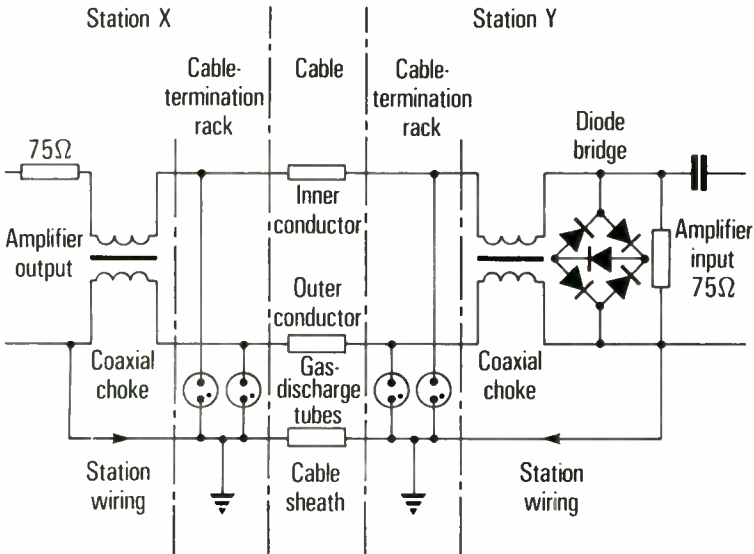 Station X
Station Y
Cable-
termination
rack
Cable
Cable-
termination
rack
Diode
bridge
75Ω
Inner
conductor
Amplifier
output
Amplifier
input
75Ω
Outer
conductor
Coaxial
choke
Gas-
discharge
tubes
Coaxial
choke
Station
wiring
Cable
sheath
Station
wiring